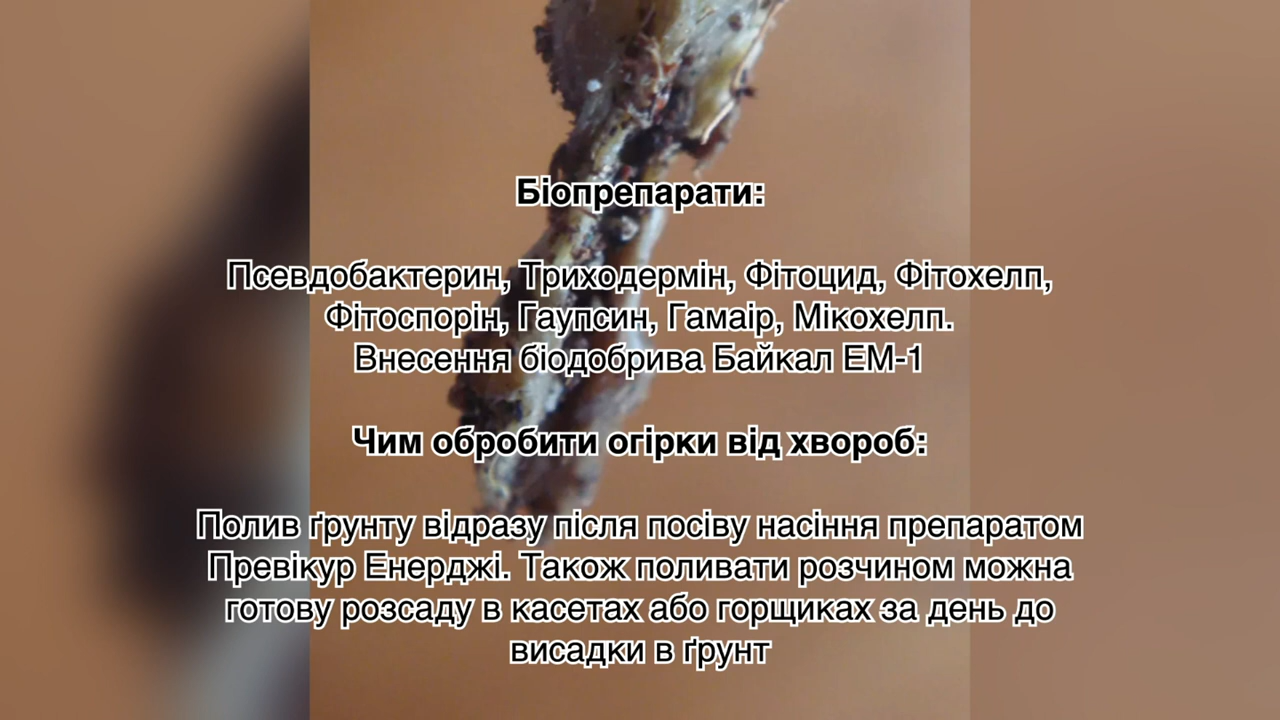 Біопрепарати:
Псевдобактерин, Триходермін, Фітоцид, Фітохелп,
Фітоспорін, Гаупсин, Гамаір, Мікохелп.
Внесення біодобрива Байкал ЕМ-1
Чим обробити огірки від хвороб:
Полив ґрунту відразу після посіву насіння препаратом
Превікур Енерджі. Також поливати розчином можна
готову розсаду в касетах або горщиках за день до
висадки в ґрунт